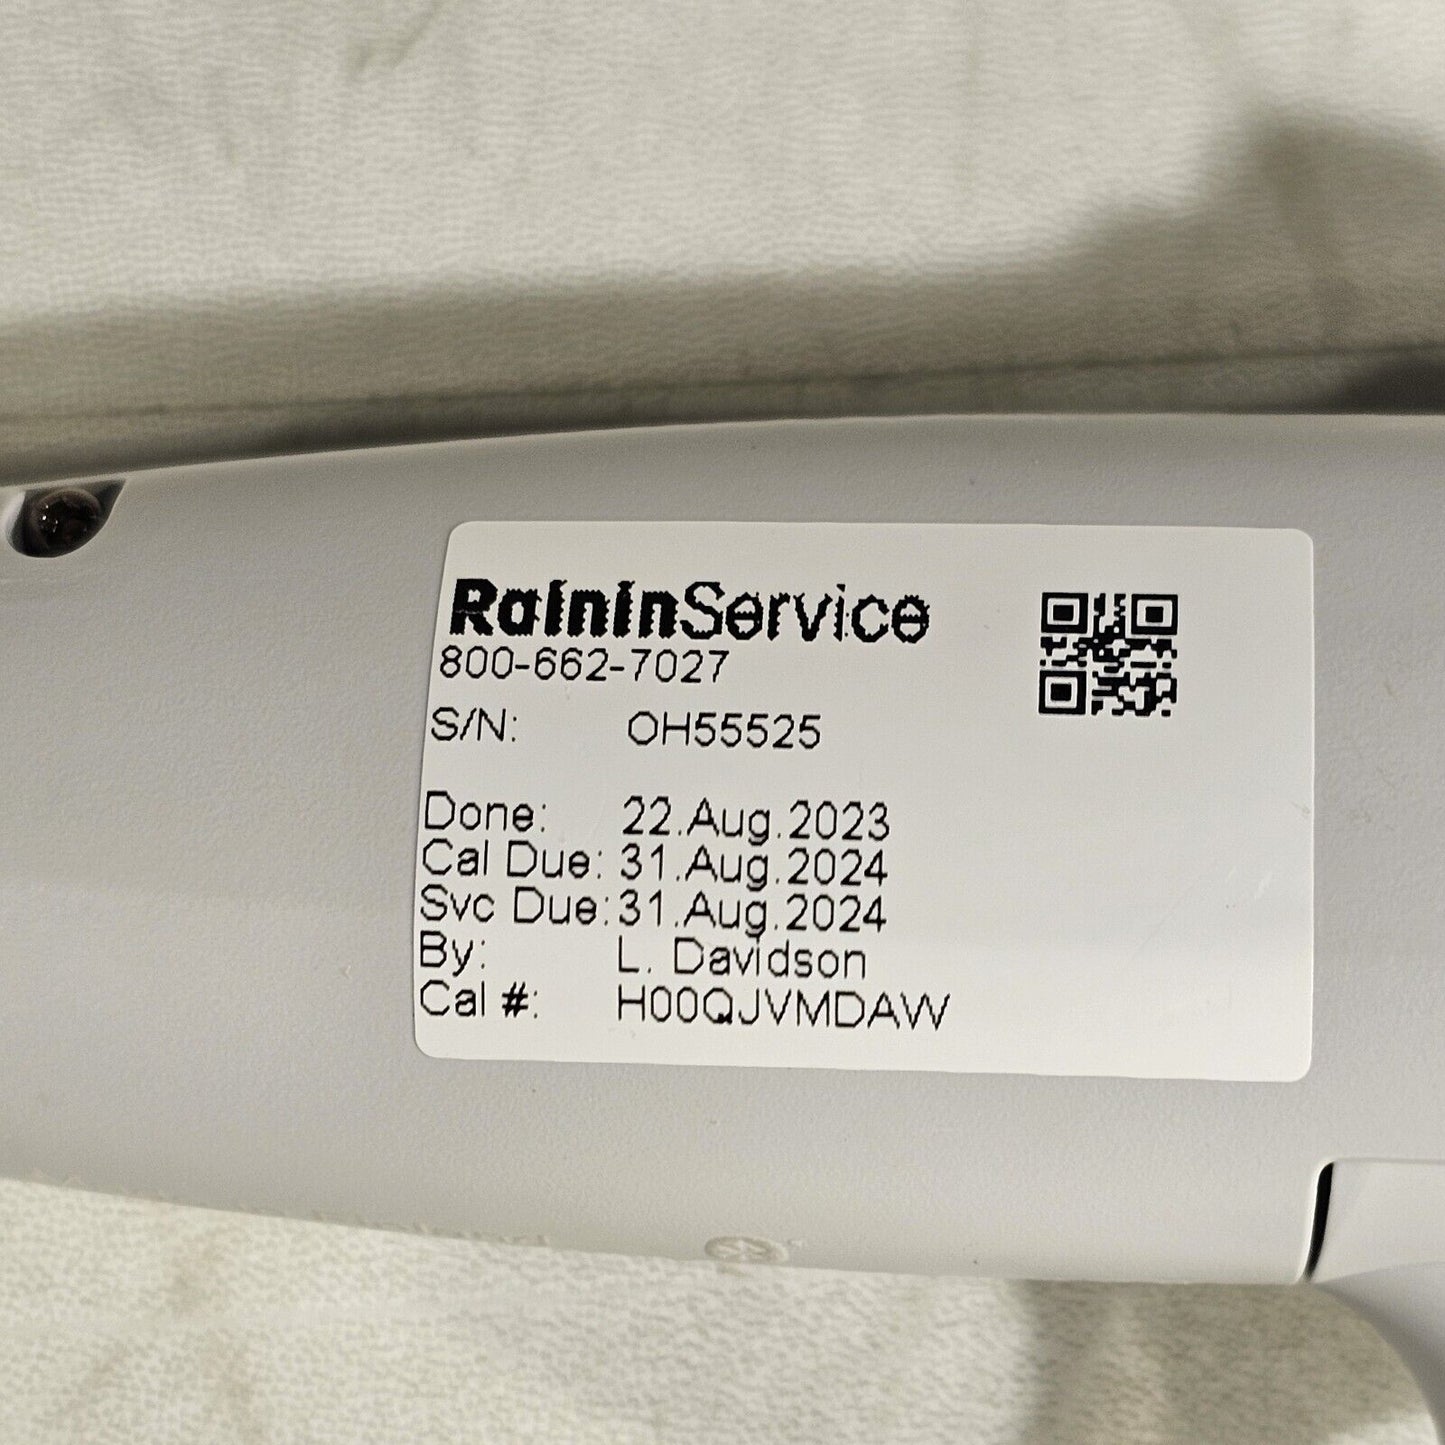 RaininService
800-662-7027
S/N: OH55525
Done: 22.Aug.2023
Cal Due: 31.Aug.2024
Svc Due: 31.Aug.2024
By: L. Davidson
Cal #: H00QJVMDAW